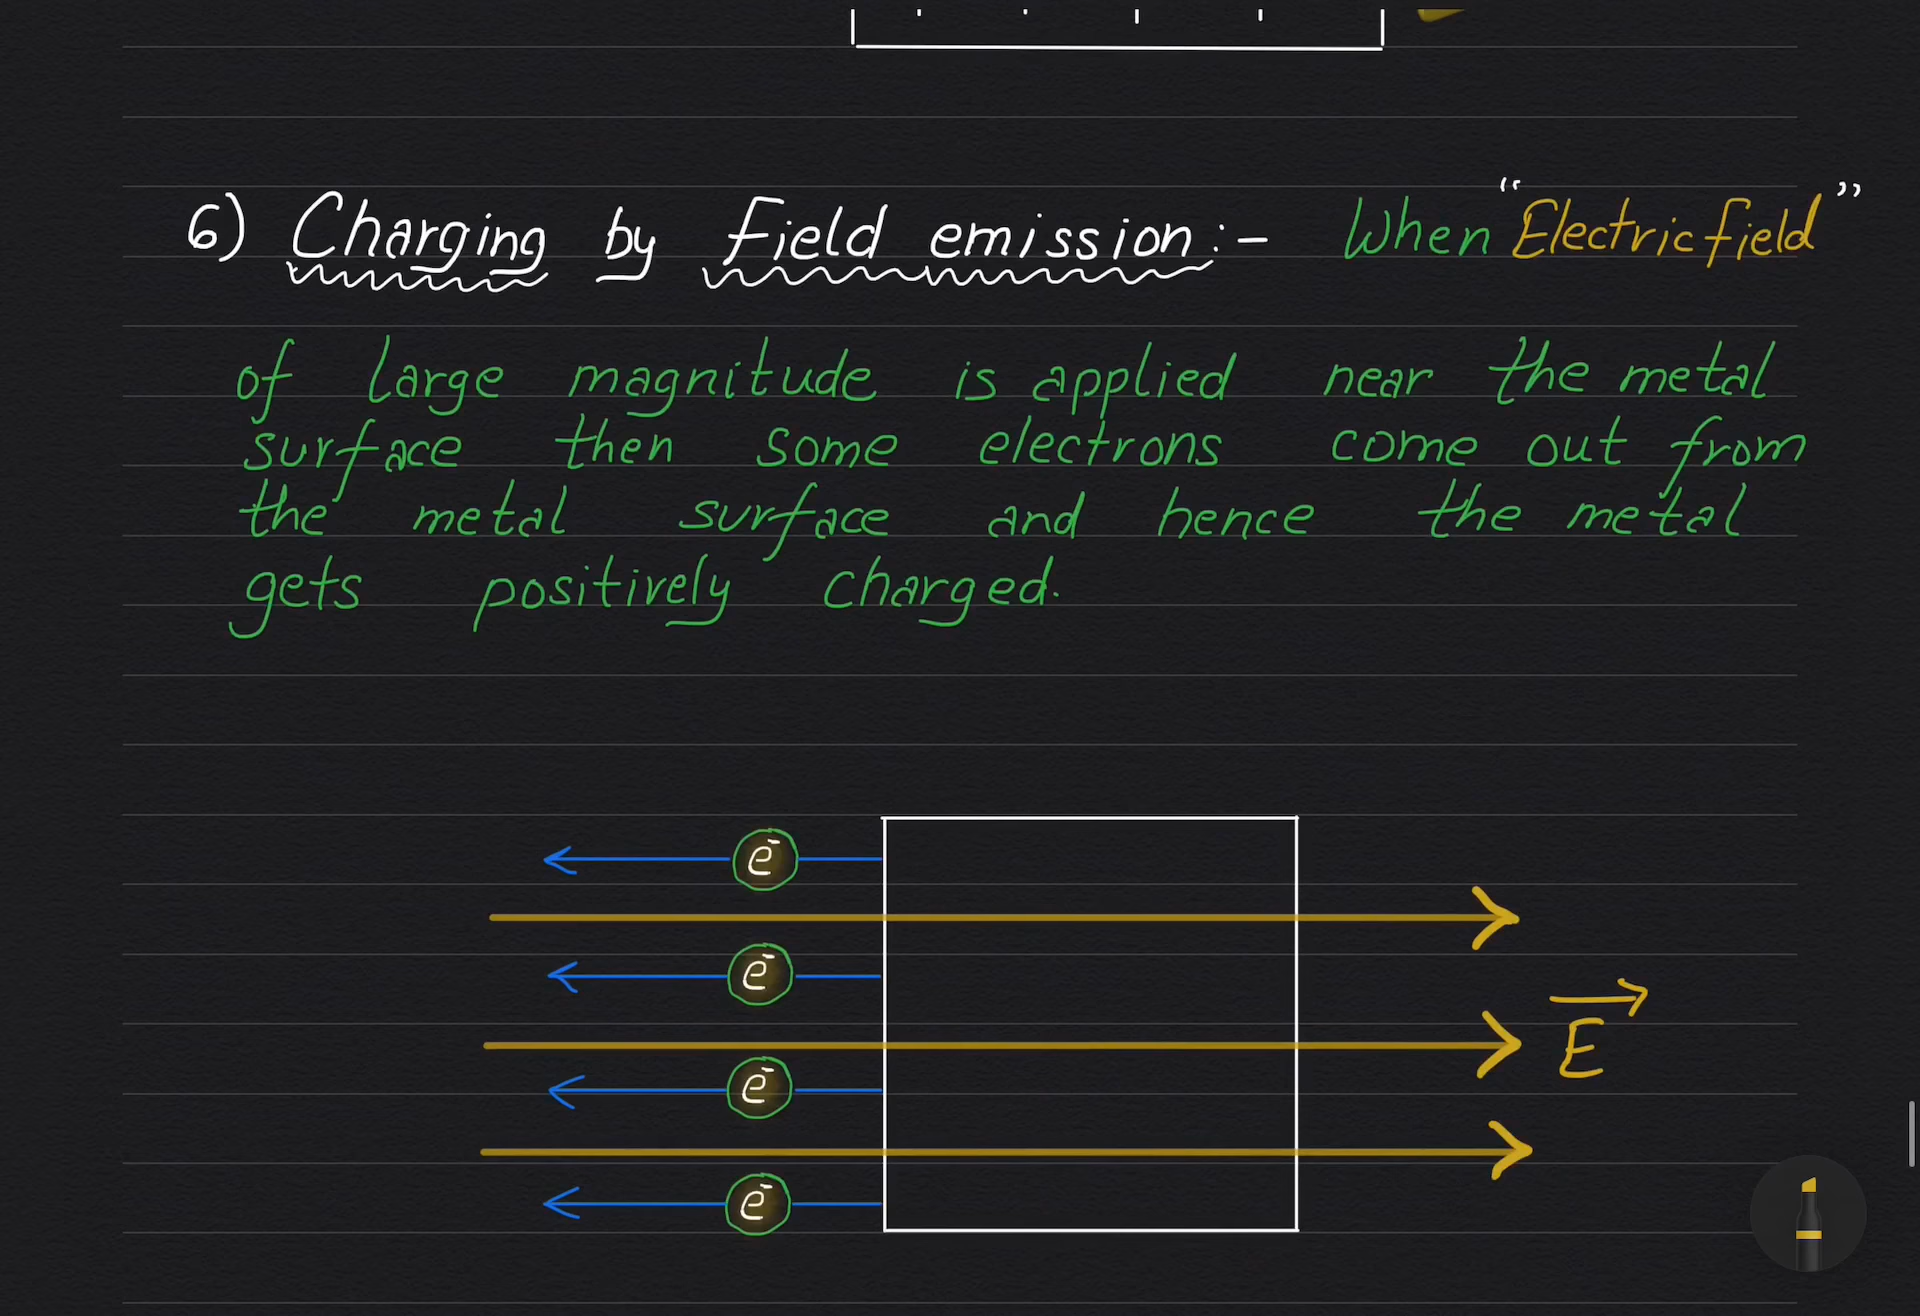 6) Charging by Field emission:- When "Electric field"
of large magnitude is applied near the metal
surface then some electrons come out from
the metal surface and hence the metal
gets positively charged.
e⁻
e⁻
e⁻
E⃗
e⁻